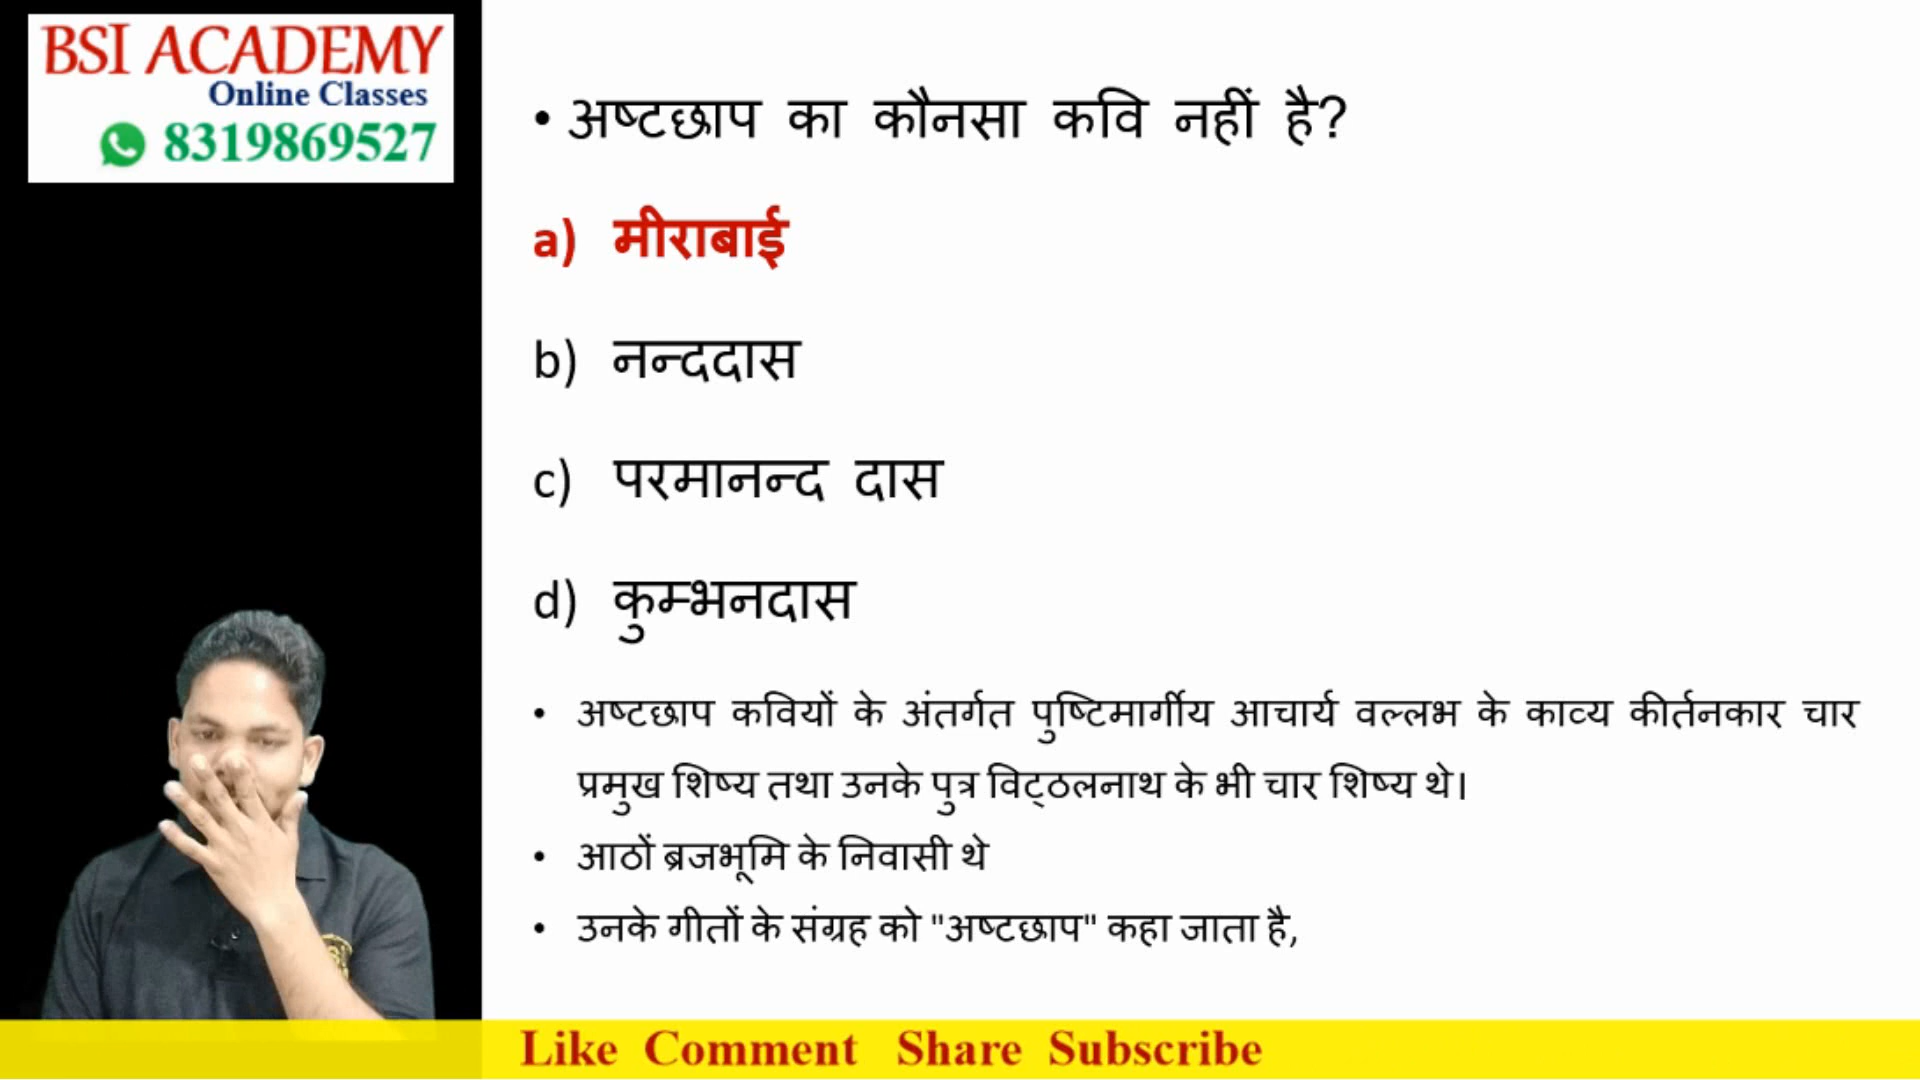 BSI ACADEMY
Online Classes
8319869527
• अष्टछाप का कौनसा कवि नहीं है?
a) मीराबाई
b) नन्ददास
c) परमानन्द दास
d) कुम्भनदास
• अष्टछाप कवियों के अंतर्गत पुष्टिमार्गीय आचार्य वल्लभ के काव्य कीर्तनकार चार
प्रमुख शिष्य तथा उनके पुत्र विट्ठलनाथ के भी चार शिष्य थे।
• आठों ब्रजभूमि के निवासी थे
• उनके गीतों के संग्रह को "अष्टछाप" कहा जाता है,
Like Comment Share Subscribe